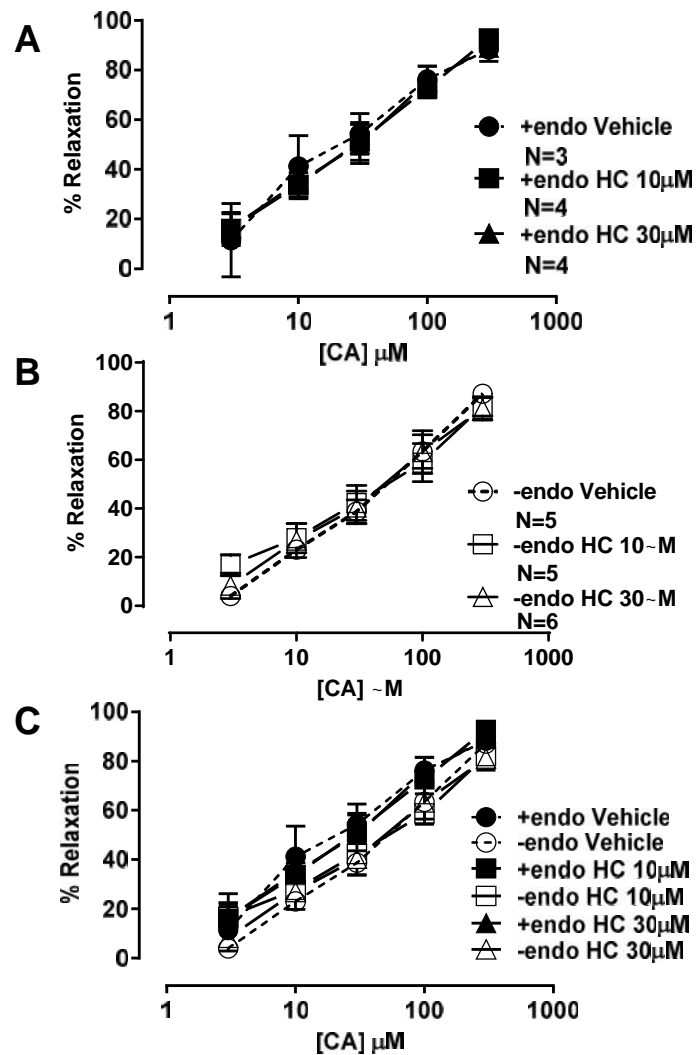 A
100
80
60
40
20
0
% Relaxation
+endo Vehicle
N=3
+endo HC 10µM
N=4
+endo HC 30µM
N=4
1 10 100 1000
[CA] µM
B
100
80
60
40
20
0
% Relaxation
-endo Vehicle
N=5
-endo HC 10~M
N=5
-endo HC 30~M
N=6
1 10 100 1000
[CA] ~M
C
100
80
60
40
20
0
% Relaxation
+endo Vehicle
-endo Vehicle
+endo HC 10µM
-endo HC 10µM
+endo HC 30µM
-endo HC 30µM
1 10 100 1000
[CA] µM